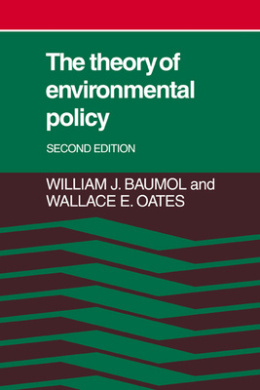 The theory of
environmental
policy
SECOND EDITION
WILLIAM J. BAUMOL and
WALLACE E. OATES